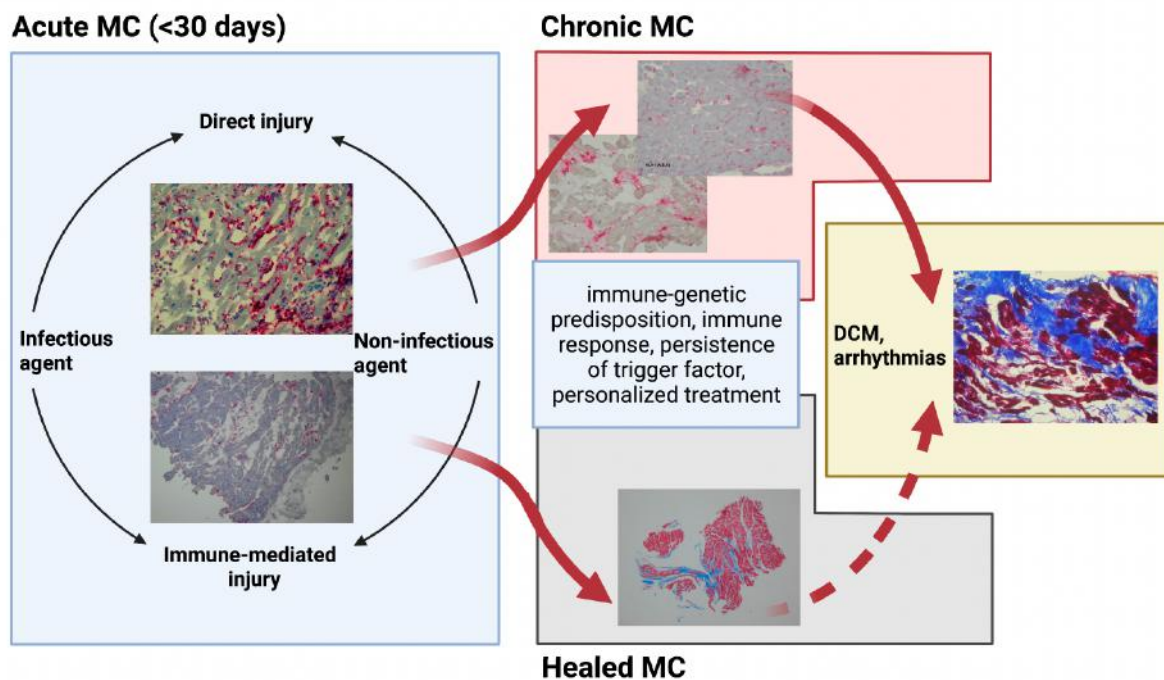 Acute MC (<30 days)
Chronic MC
Direct injury
Infectious
agent
Non-infectious
agent
Immune-mediated
injury
immune-genetic
predisposition, immune
response, persistence
of trigger factor,
personalized treatment
DCM,
arrhythmias
Healed MC